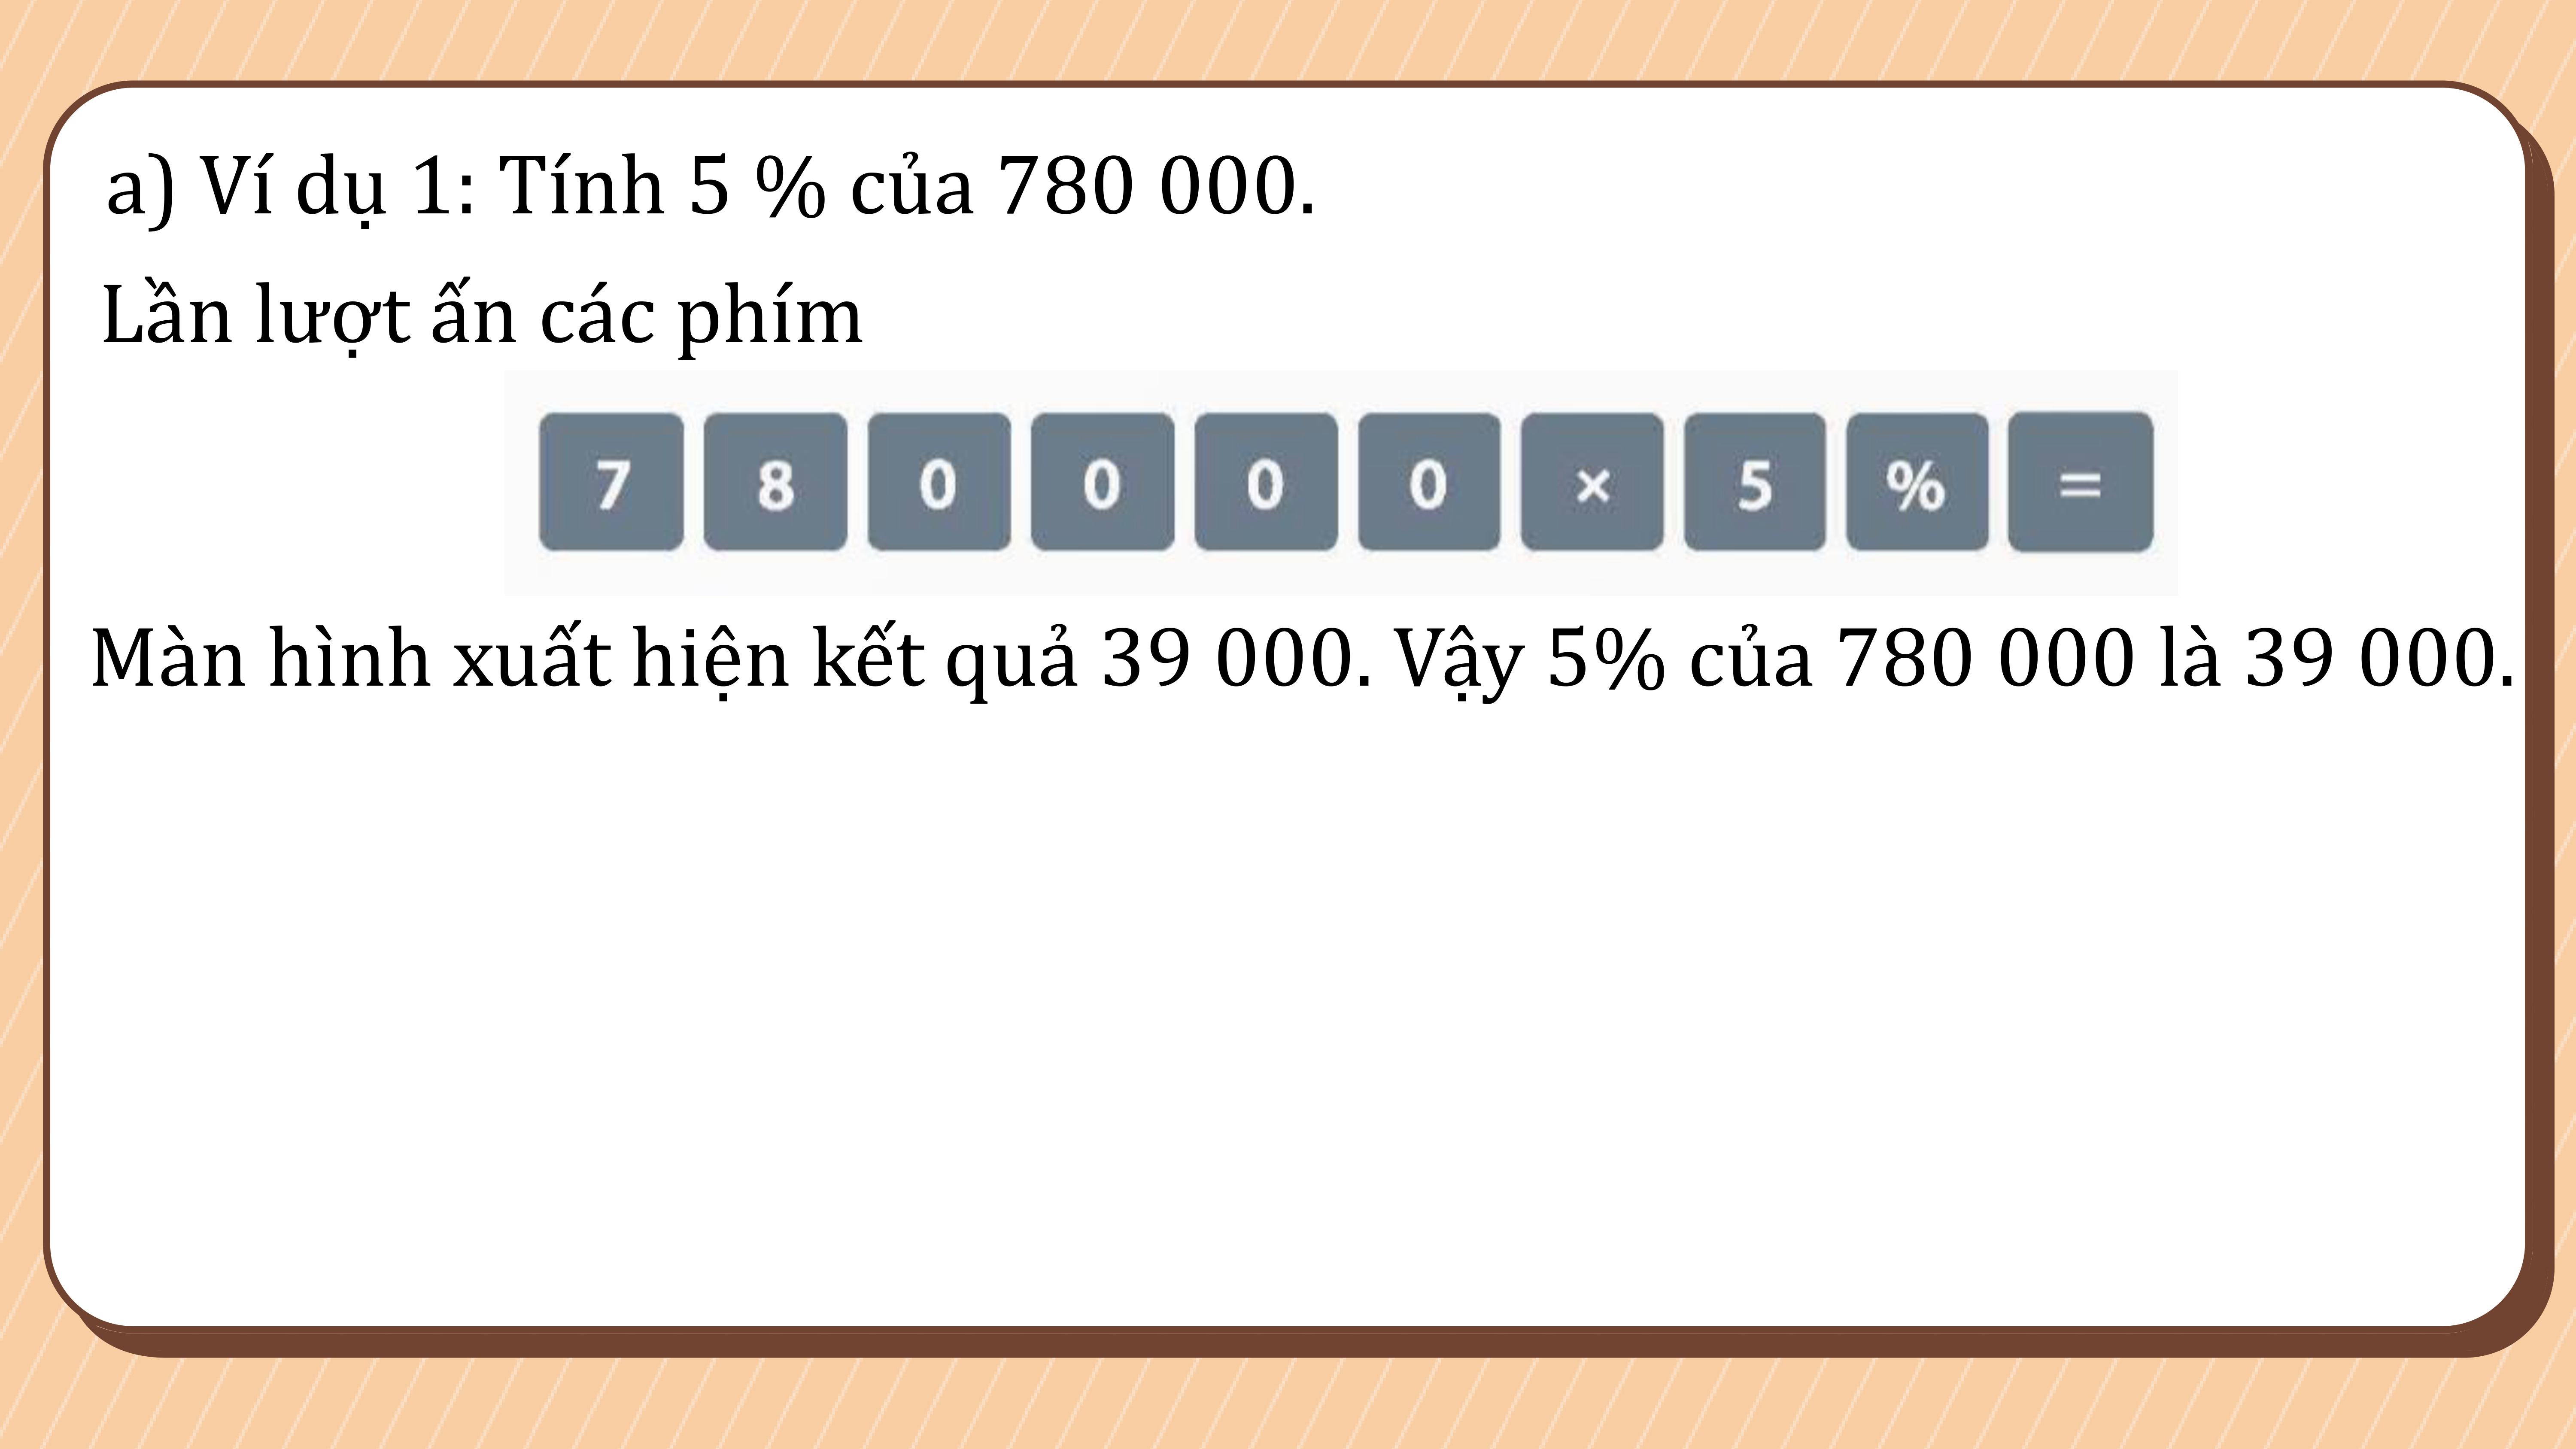 a) Ví dụ 1: Tính 5 % của 780 000.
Lần lượt ấn các phím
7 8 0 0 0 0 × 5 % =
Màn hình xuất hiện kết quả 39 000. Vậy 5% của 780 000 là 39 000.